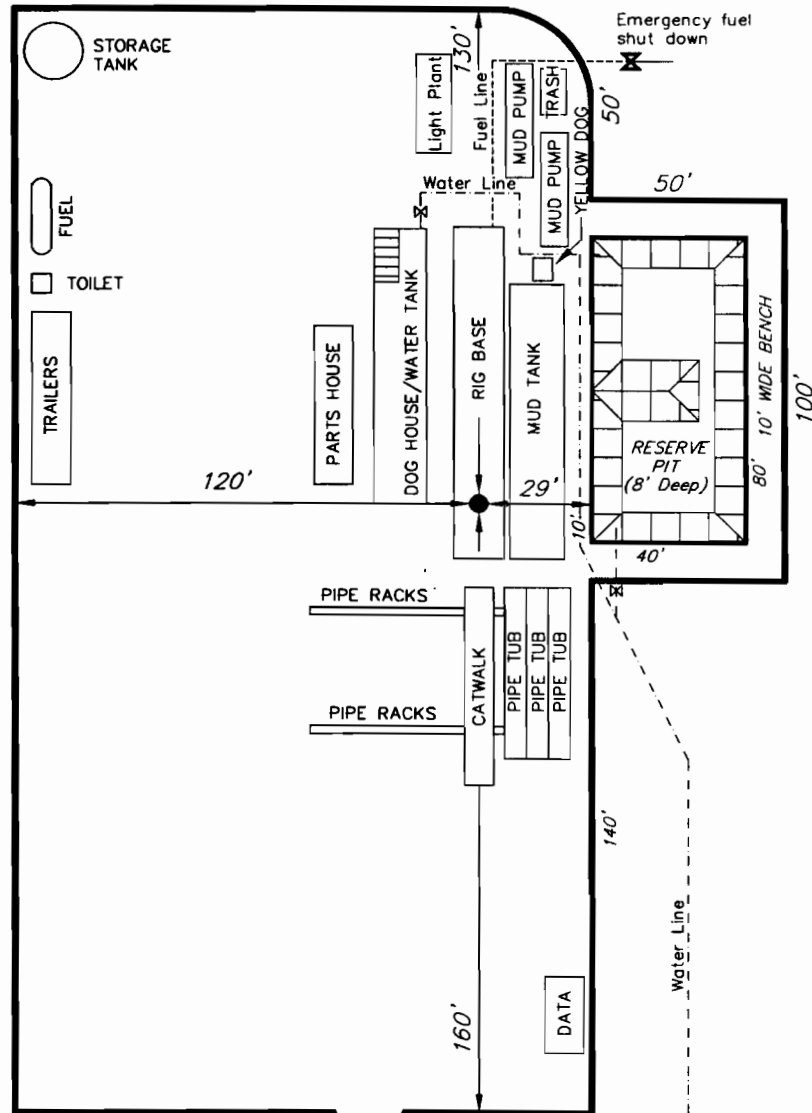 STORAGE
TANK
Light Plant
130'
Fuel Line
MUD PUMP
TRASH
Emergency fuel
shut down
50'
MUD PUMP
YELLOW DOG
Water Line
50'
FUEL
TOILET
TRAILERS
PARTS HOUSE
DOG HOUSE/WATER TANK
RIG BASE
MUD TANK
RESERVE
PIT
(8' Deep)
80'
10' WIDE BENCH
100'
120'
29'
10'
40'
PIPE RACKS
PIPE RACKS
CATWALK
PIPE TUB
PIPE TUB
PIPE TUB
140'
Water Line
160'
DATA